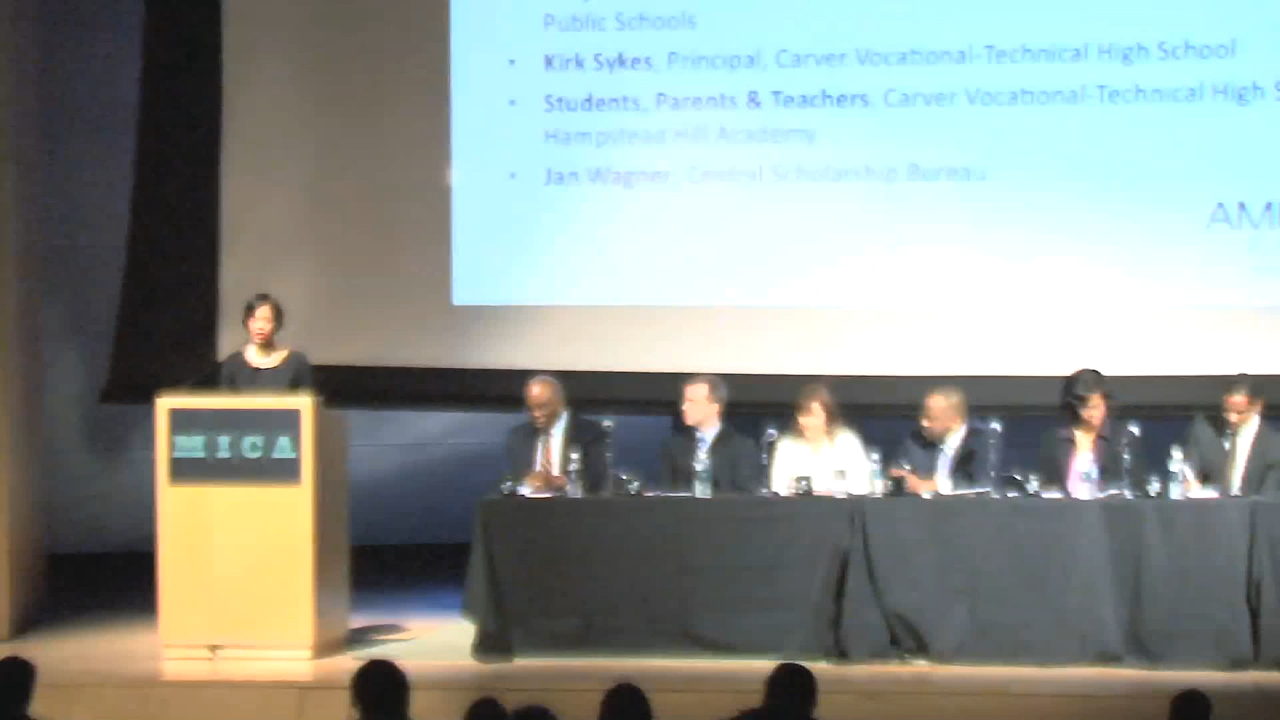 Public Schools
• Kirk Sykes, Principal, Carver Vocational-Technical High School
• Students, Parents & Teachers, Carver Vocational-Technical High S
Hampstead Hill Academy
• Jan Wagner, Central Scholarship Bureau
AM
MICA